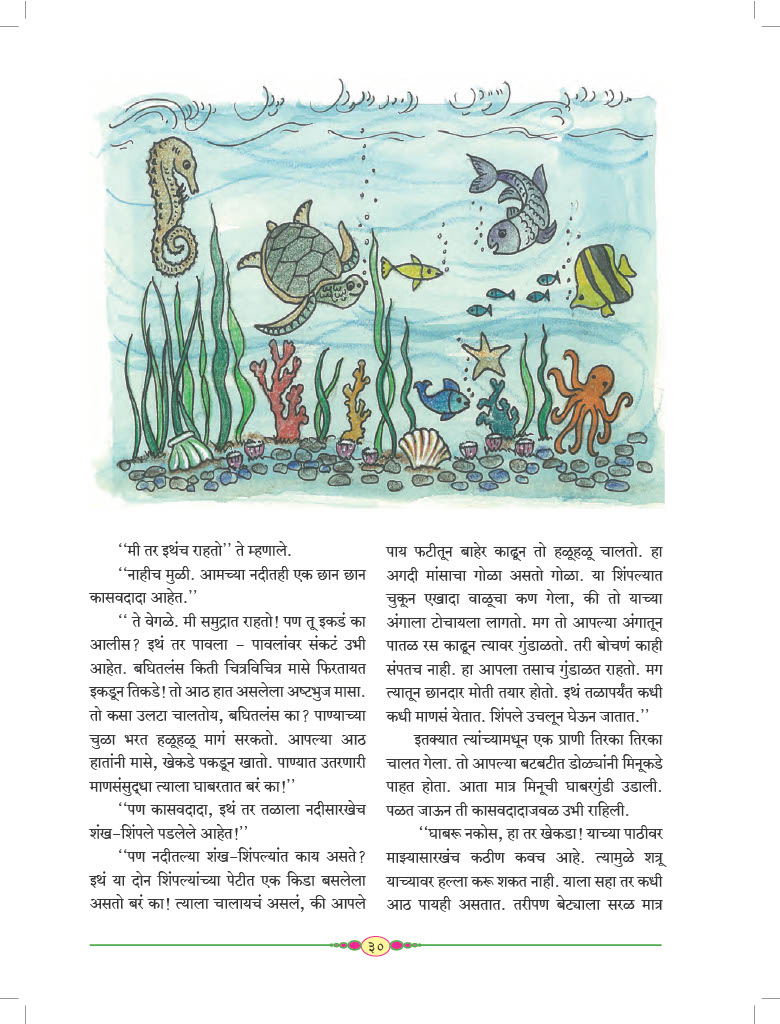 ‘‘मी तर इथंच राहतो’’ ते म्हणाले.
‘‘नाहीच मुळी. आमच्या नदीतही एक छान छान
कासवदादा आहेत.’’
‘‘ ते वेगळे. मी समुद्रात राहतो! पण तू इकडं का
आलीस? इथं तर पावला – पावलांवर संकटं उभी
आहेत. बघितलंस किती चित्रविचित्र मासे फिरतायत
इकडून तिकडे! तो आठ हात असलेला अष्टभुज मासा.
तो कसा उलटा चालतोय, बघितलंस का? पाण्याच्या
चुळा भरत हळूहळू मागं सरकतो. आपल्या आठ
हातांनी मासे, खेकडे पकडून खातो. पाण्यात उतरणारी
माणसंसुद्धा त्याला घाबरतात बरं का!’’
‘‘पण कासवदादा, इथं तर तळाला नदीसारखेच
शंख-शिंपले पडलेले आहेत!’’
‘‘पण नदीतल्या शंख-शिंपल्यांत काय असते?
इथं या दोन शिंपल्यांच्या पेटीत एक किडा बसलेला
असतो बरं का! त्याला चालायचं असलं, की आपले
पाय फटीतून बाहेर काढून तो हळूहळू चालतो. हा
अगदी मांसाचा गोळा असतो गोळा. या शिंपल्यात
चुकून एखादा वाळूचा कण गेला, की तो याच्या
अंगाला टोचायला लागतो. मग तो आपल्या अंगातून
पातळ रस काढून त्यावर गुंडाळतो. तरी बोचणं काही
संपतच नाही. हा आपला तसाच गुंडाळत राहतो. मग
त्यातून छानदार मोती तयार होतो. इथं तळापर्यंत कधी
कधी माणसं येतात. शिंपले उचलून घेऊन जातात.’’
इतक्यात त्यांच्यामधून एक प्राणी तिरका तिरका
चालत गेला. तो आपल्या बटबटीत डोळ्यांनी मिनूकडे
पाहत होता. आता मात्र मिनूची घाबरगुंडी उडाली.
पळत जाऊन ती कासवदादाजवळ उभी राहिली.
‘‘घाबरू नकोस, हा तर खेकडा! याच्या पाठीवर
माझ्यासारखंच कठीण कवच आहे. त्यामुळे शत्रू
याच्यावर हल्ला करू शकत नाही. याला सहा तर कधी
आठ पायही असतात. तरीपण बेट्याला सरळ मात्र
३०